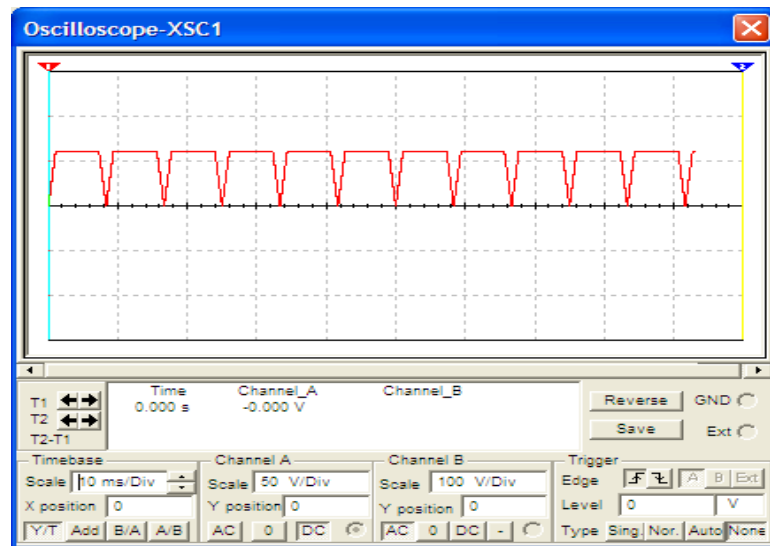 Oscilloscope-XSC1
1 2
T1
T2
T2-T1
Time Channel_A Channel_B
0.000 s -0.000 V
Reverse GND
Save Ext
Timebase
Scale 10 ms/Div
X position 0
Y/T Add B/A A/B
Channel A
Scale 50 V/Div
Y position 0
AC 0 DC
Channel B
Scale 100 V/Div
Y position 0
AC 0 DC -
Trigger
Edge A B Ext
Level 0 V
Type Sing. Nor. Auto None